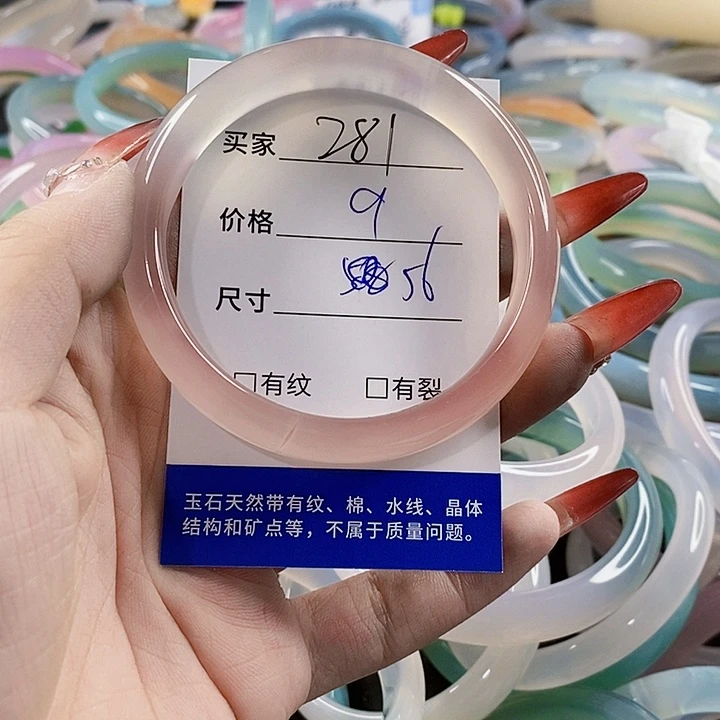 买家 281
价格 9
尺寸 56
□有纹 □有裂
玉石天然带有纹、棉、水线、晶体
结构和矿点等，不属于质量问题。